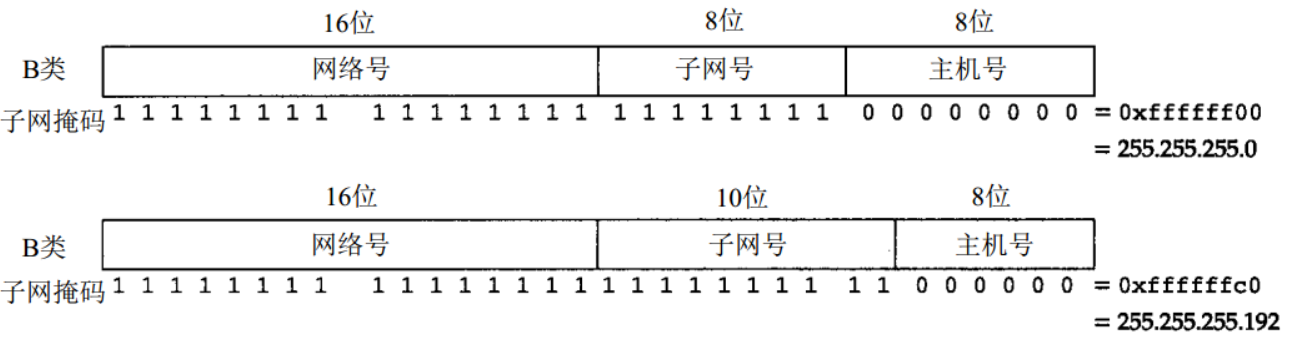 16位 8位 8位
B类 网络号 子网号 主机号
子网掩码 1 1 1 1 1 1 1 1 1 1 1 1 1 1 1 1 1 1 1 1 1 1 1 1 0 0 0 0 0 0 0 0 = 0xffffff00
= 255.255.255.0
16位 10位 8位
B类 网络号 子网号 主机号
子网掩码 1 1 1 1 1 1 1 1 1 1 1 1 1 1 1 1 1 1 1 1 1 1 1 1 1 1 0 0 0 0 0 0 = 0xffffffc0
= 255.255.255.192